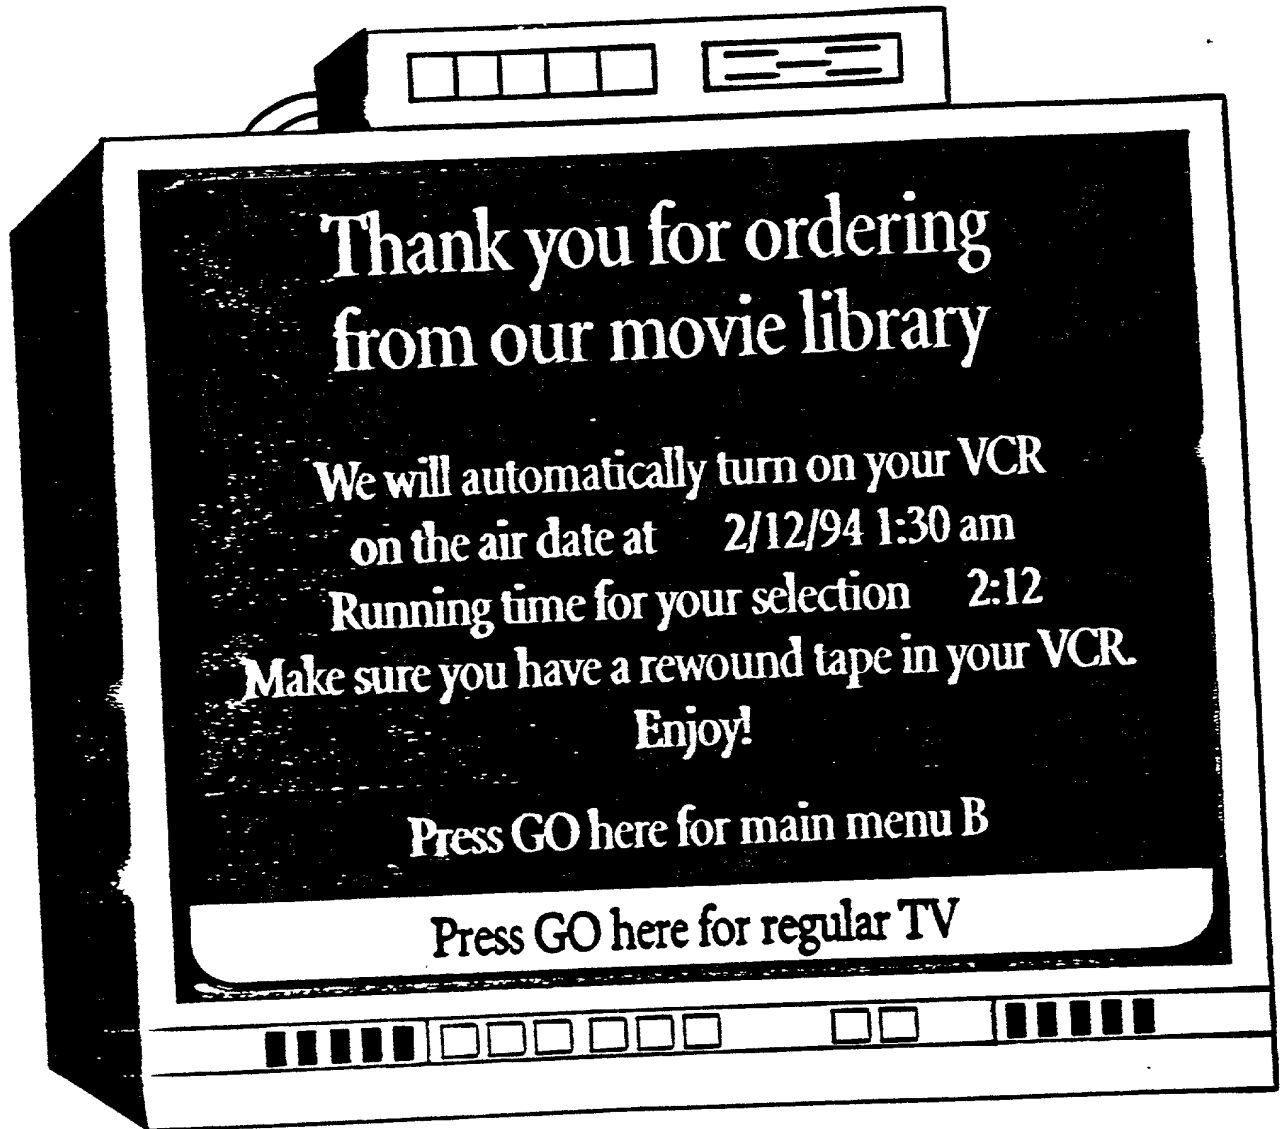 Thank you for ordering
from our movie library
We will automatically turn on your VCR
on the air date at 2/12/94 1:30 am
Running time for your selection 2:12
Make sure you have a rewound tape in your VCR.
Enjoy!
Press GO here for main menu B
Press GO here for regular TV